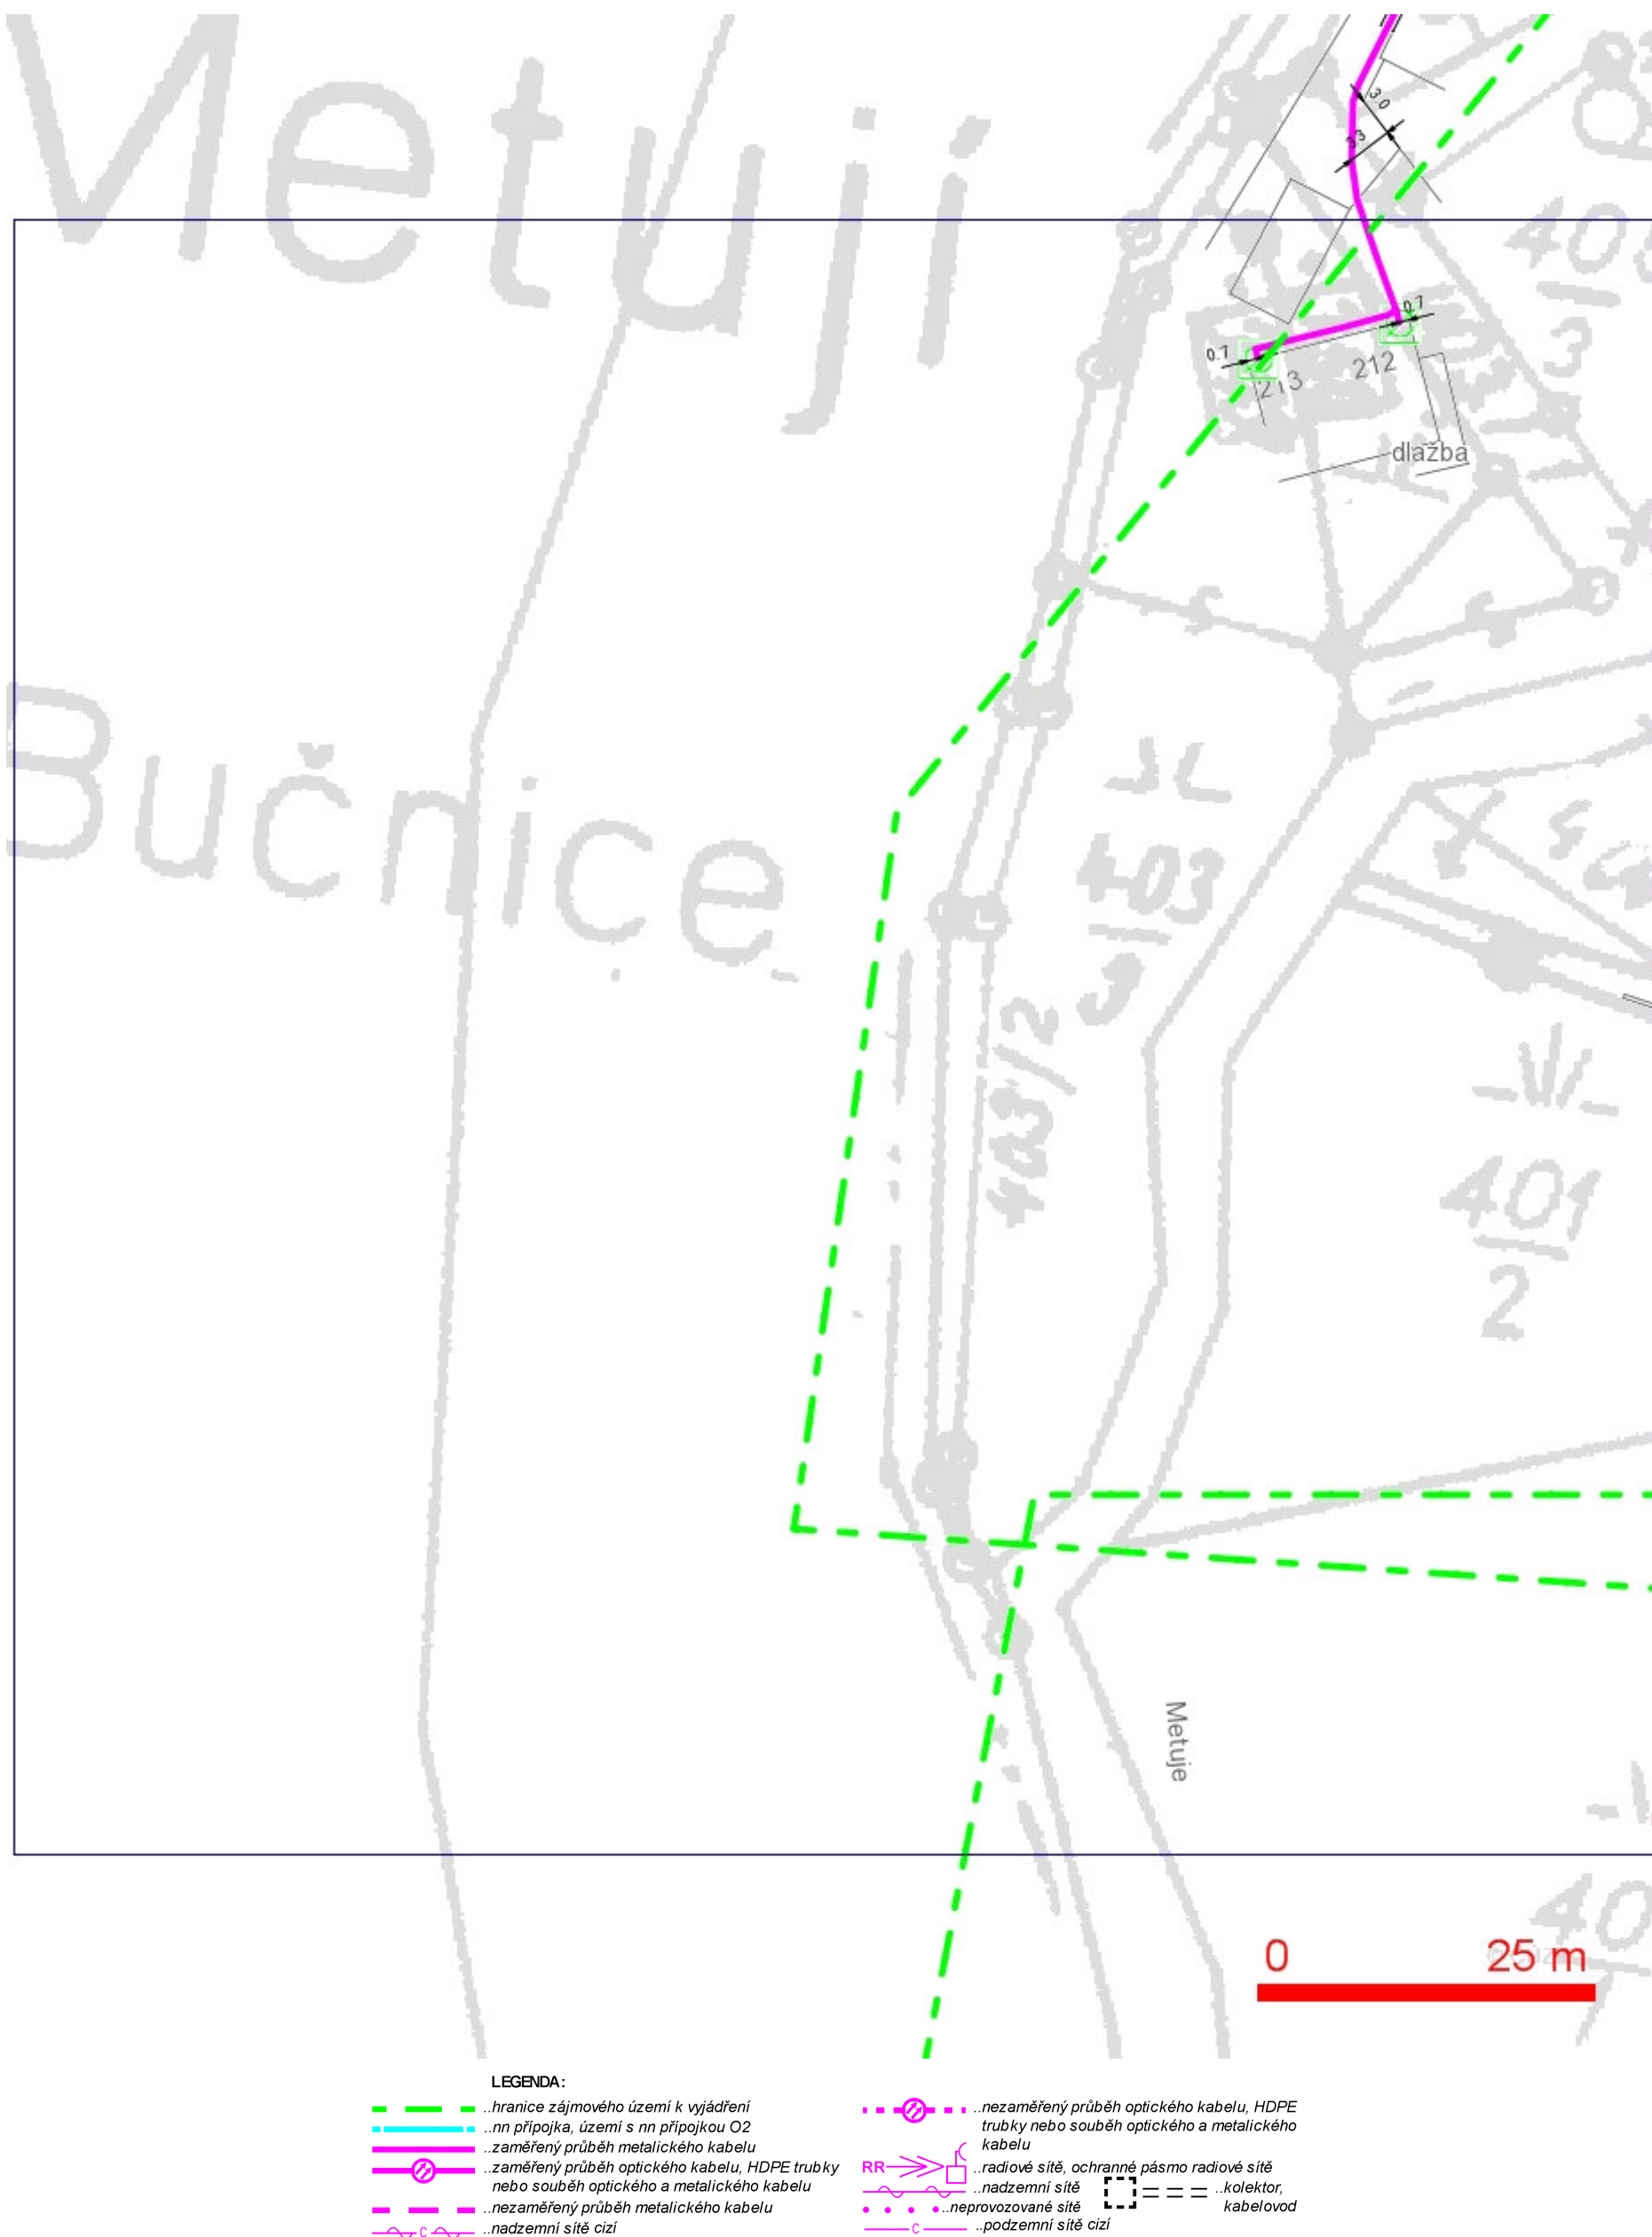 Metují
3.0
3.3
408
3
0.7
0.7
213
212
dlažba
Bučnice
403
3
403/2
401
2
Metuje
40
0 25 m
LEGENDA:
..hranice zájmového území k vyjádření
..nn přípojka, území s nn přípojkou O2
..zaměřený průběh metalického kabelu
..zaměřený průběh optického kabelu, HDPE trubky
nebo souběh optického a metalického kabelu
..nezaměřený průběh metalického kabelu
C ..nadzemní sítě cizí
..nezaměřený průběh optického kabelu, HDPE
trubky nebo souběh optického a metalického
kabelu
RR ..radiové sítě, ochranné pásmo radiové sítě
..nadzemní sítě
..kolektor,
kabelovod
..neprovozované sítě
C ..podzemní sítě cizí